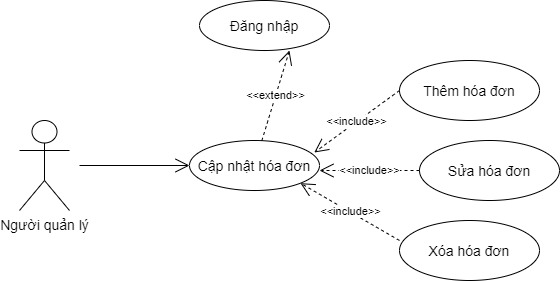 Đăng nhập
<<extend>>
Thêm hóa đơn
<<include>>
Cập nhật hóa đơn
<<include>>
Sửa hóa đơn
<<include>>
Xóa hóa đơn
Người quản lý